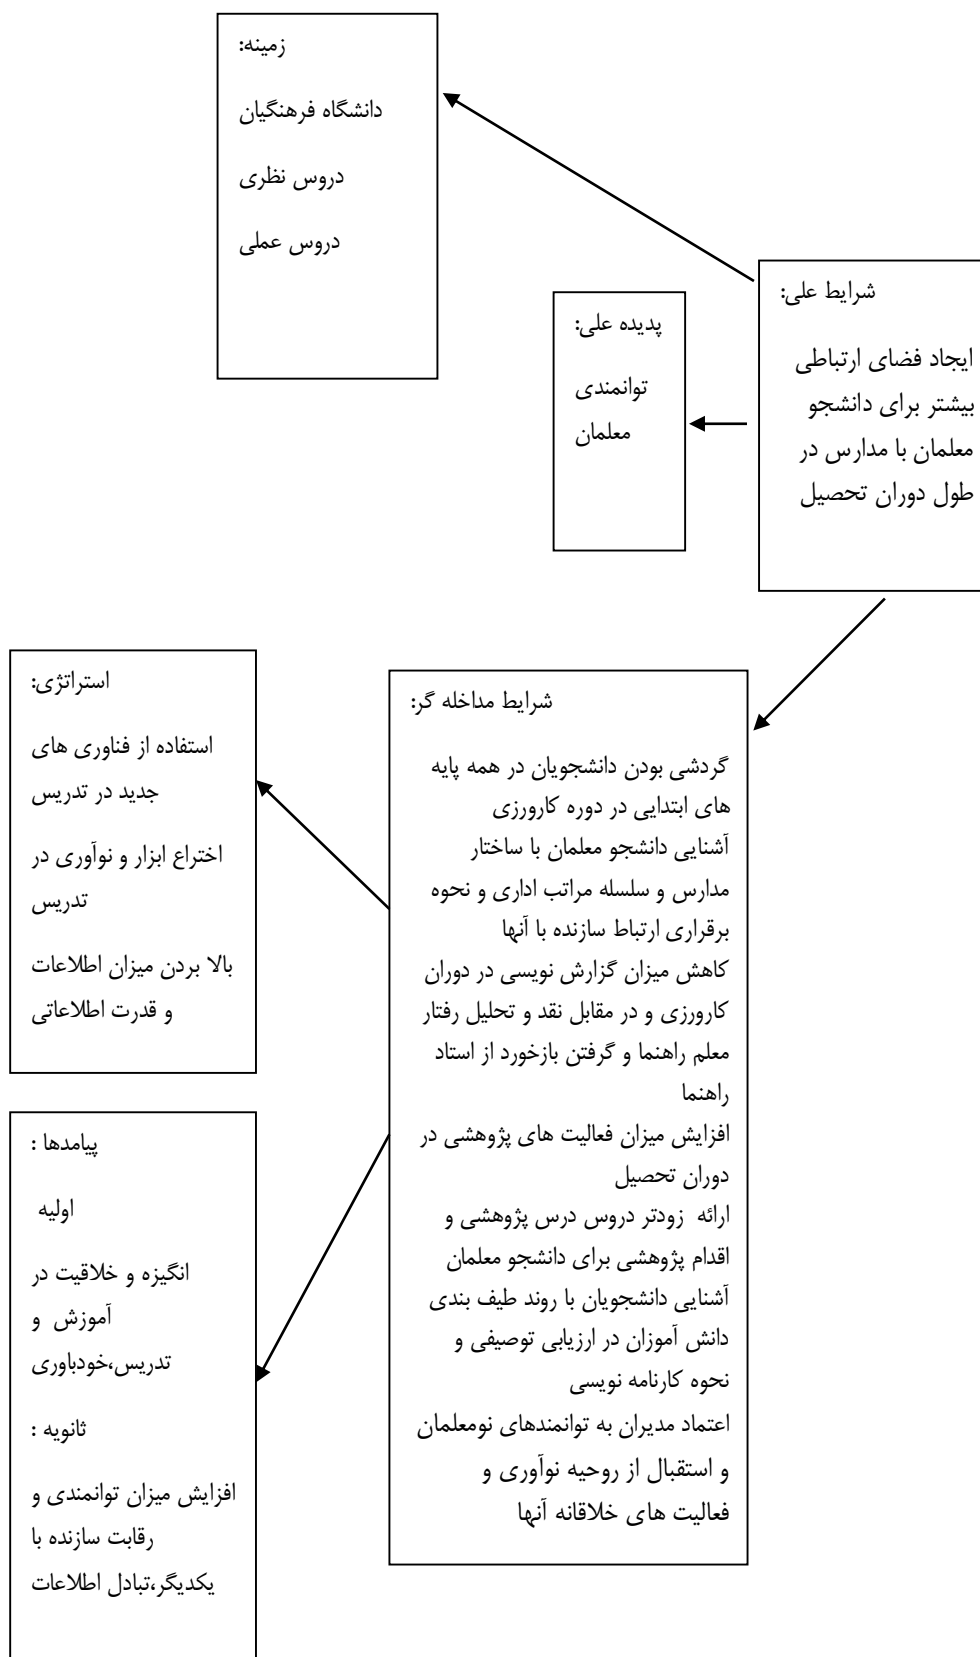 زمینه:
دانشگاه فرهنگیان
دروس نظری
دروس عملی
شرایط علی:
ایجاد فضای ارتباطی
بیشتر برای دانشجو
معلمان با مدارس در
طول دوران تحصیل
پدیده علی:
توانمندی
معلمان
شرایط مداخله گر:
گردشی بودن دانشجویان در همه پایه
های ابتدایی در دوره کارورزی
آشنایی دانشجو معلمان با ساختار
مدارس و سلسله مراتب اداری و نحوه
برقراری ارتباط سازنده با آنها
کاهش میزان گزارش نویسی در دوران
کارورزی و در مقابل نقد و تحلیل رفتار
معلم راهنما و گرفتن بازخورد از استاد
راهنما
افزایش میزان فعالیت های پژوهشی در
دوران تحصیل
ارائه زودتر دروس درس پژوهشی و
اقدام پژوهشی برای دانشجو معلمان
آشنایی دانشجویان با روند طیف بندی
دانش آموزان در ارزیابی توصیفی و
نحوه کارنامه نویسی
اعتماد مدیران به توانمندهای نومعلمان
و استقبال از روحیه نوآوری و
فعالیت های خلاقانه آنها
استراتژی:
استفاده از فناوری های
جدید در تدریس
اختراع ابزار و نوآوری در
تدریس
بالا بردن میزان اطلاعات
و قدرت اطلاعاتی
پیامدها :
اولیه
انگیزه و خلاقیت در
آموزش و
تدریس،خودباوری
ثانویه :
افزایش میزان توانمندی و
رقابت سازنده با
یکدیگر،تبادل اطلاعات